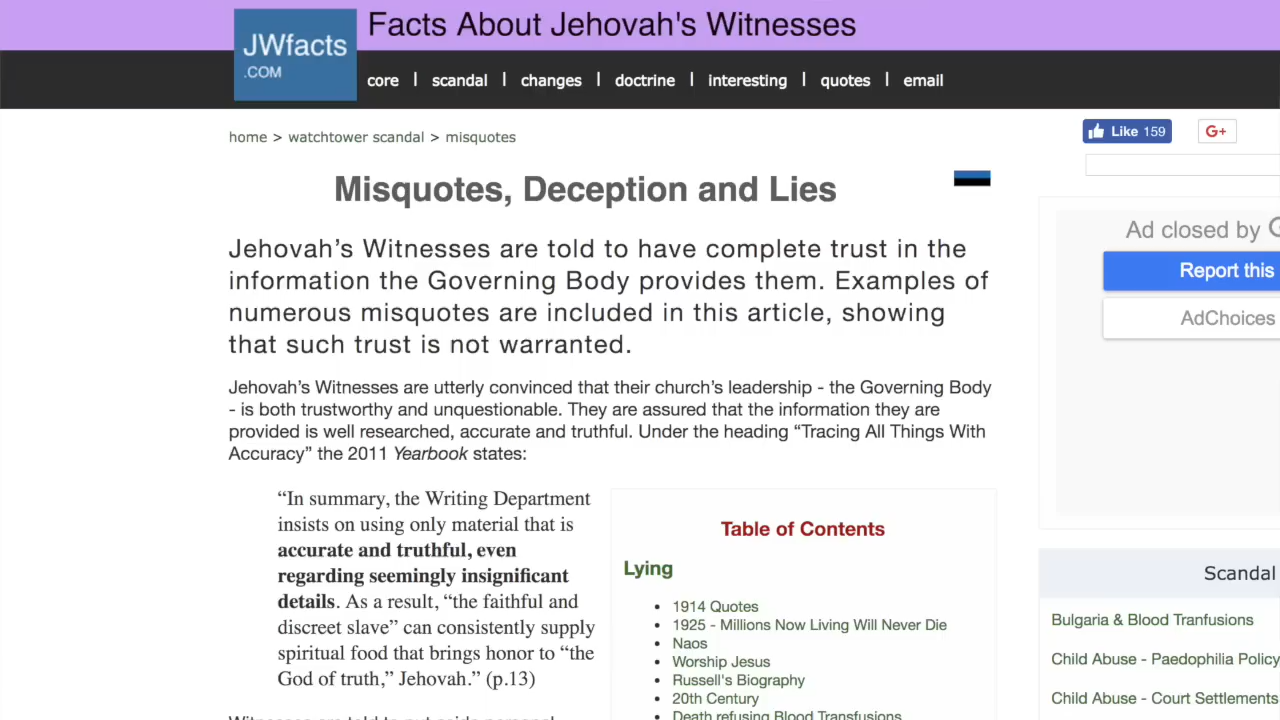 Facts About Jehovah's Witnesses
JWfacts
.COM
core | scandal | changes | doctrine | interesting | quotes | email
home > watchtower scandal > misquotes
Like 159
G+
Misquotes, Deception and Lies
Jehovah’s Witnesses are told to have complete trust in the
information the Governing Body provides them. Examples of
numerous misquotes are included in this article, showing
that such trust is not warranted.
Jehovah’s Witnesses are utterly convinced that their church’s leadership - the Governing Body
- is both trustworthy and unquestionable. They are assured that the information they are
provided is well researched, accurate and truthful. Under the heading “Tracing All Things With
Accuracy” the 2011 Yearbook states:
“In summary, the Writing Department
insists on using only material that is
accurate and truthful, even
regarding seemingly insignificant
details. As a result, “the faithful and
discreet slave” can consistently supply
spiritual food that brings honor to “the
God of truth,” Jehovah.” (p.13)
Table of Contents
Lying
• 1914 Quotes
• 1925 - Millions Now Living Will Never Die
• Naos
• Worship Jesus
• Russell's Biography
• 20th Century
• Death refusing Blood Transfusions
Ad closed by
Report this
AdChoices
Scandal
Bulgaria & Blood Tranfusions
Child Abuse - Paedophilia Policy
Child Abuse - Court Settlements